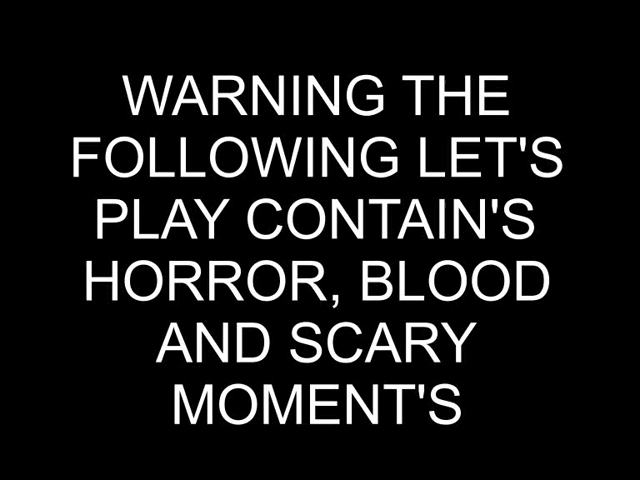 WARNING THE
FOLLOWING LET'S
PLAY CONTAIN'S
HORROR, BLOOD
AND SCARY
MOMENT'S